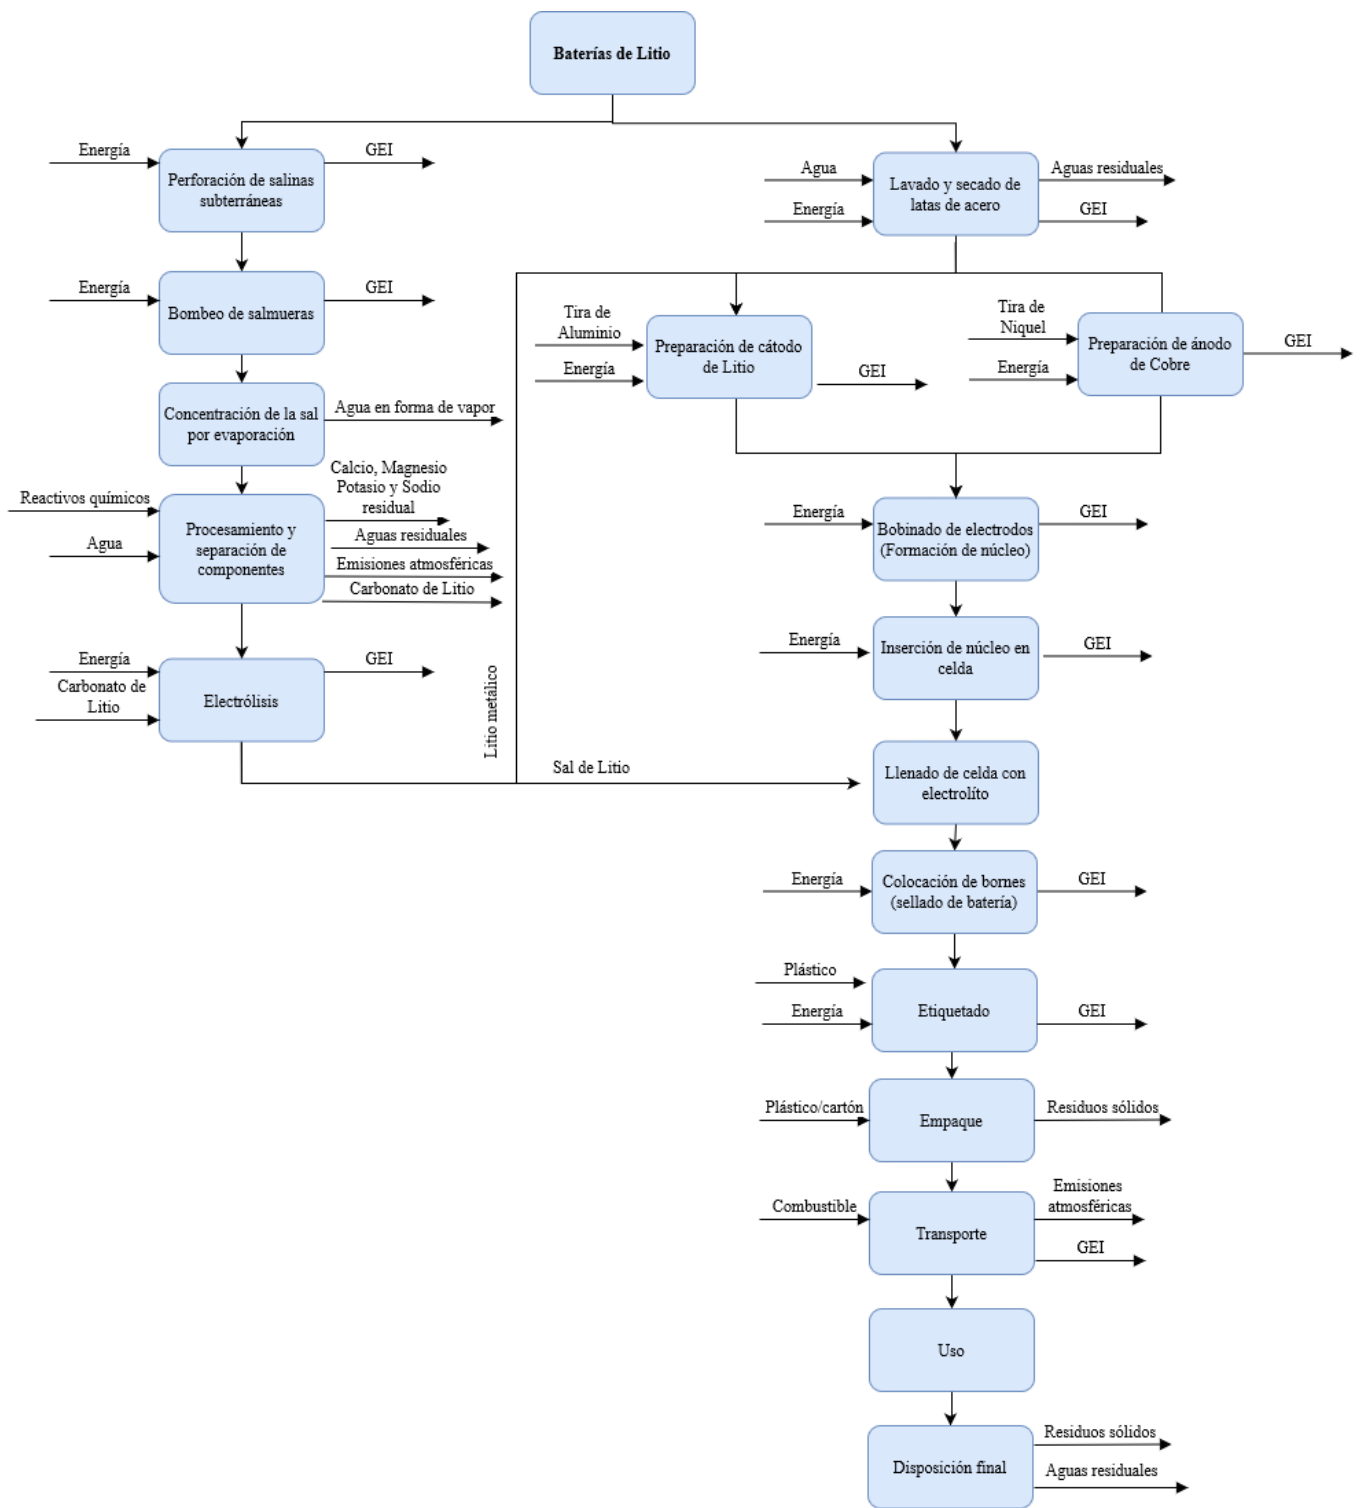 Baterías de Litio
Energía
GEI
Perforación de salinas
subterráneas
Energía
GEI
Bombeo de salmueras
Concentración de la sal
por evaporación
Agua en forma de vapor
Reactivos químicos
Agua
Procesamiento y
separación de
componentes
Calcio, Magnesio
Potasio y Sodio
residual
Aguas residuales
Emisiones atmosféricas
Carbonato de Litio
Energía
Carbonato de
Litio
Electrólisis
GEI
Litio metálico
Sal de Litio
Agua
Energía
Lavado y secado de
latas de acero
Aguas residuales
GEI
Tira de
Aluminio
Energía
Preparación de cátodo
de Litio
GEI
Tira de
Niquel
Energía
Preparación de ánodo
de Cobre
GEI
Energía
Bobinado de electrodos
(Formación de núcleo)
GEI
Energía
Inserción de núcleo en
celda
GEI
Llenado de celda con
electrolíto
Energía
Colocación de bornes
(sellado de batería)
GEI
Plástico
Energía
Etiquetado
GEI
Plástico/cartón
Empaque
Residuos sólidos
Combustible
Transporte
Emisiones
atmosféricas
GEI
Uso
Disposición final
Residuos sólidos
Aguas residuales